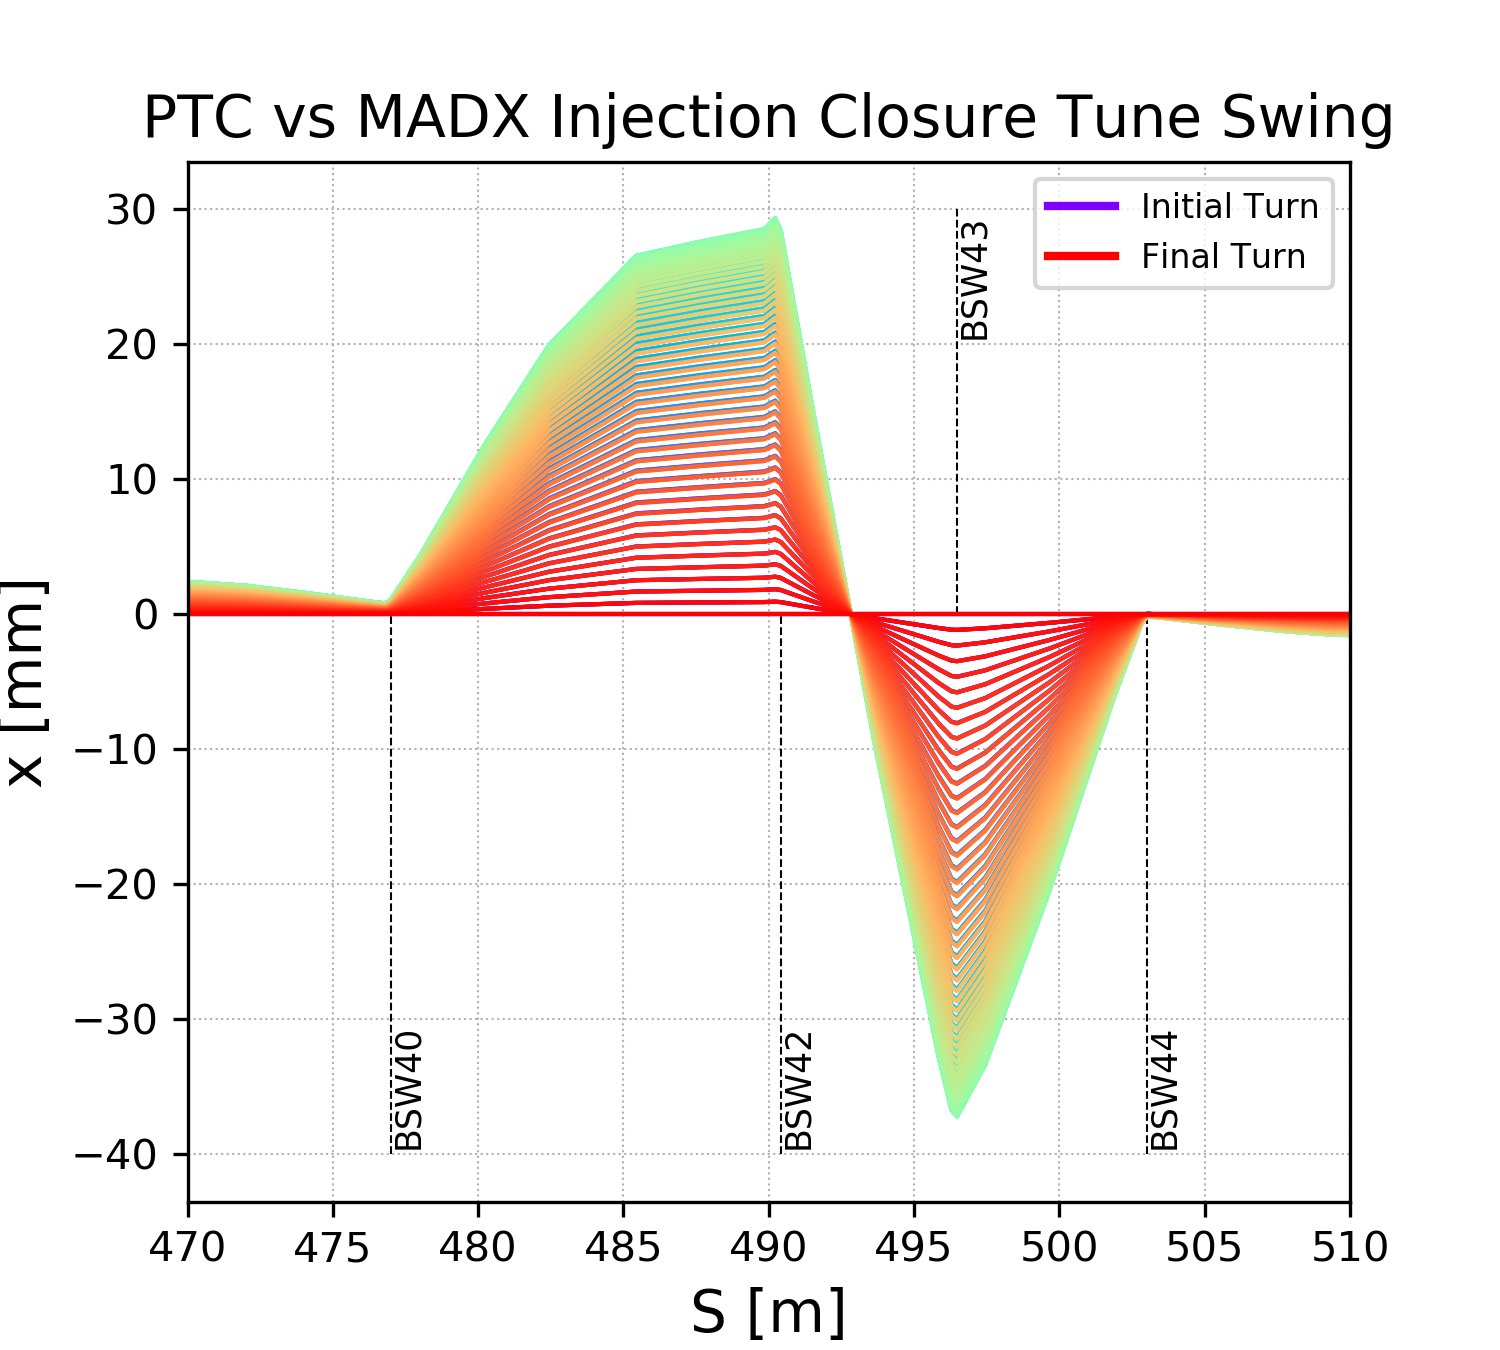 PTC vs MADX Injection Closure Tune Swing
Initial Turn
Final Turn
BSW43
BSW40
BSW42
BSW44
30
20
10
0
−10
−20
−30
−40
x [mm]
470 475 480 485 490 495 500 505 510
S [m]